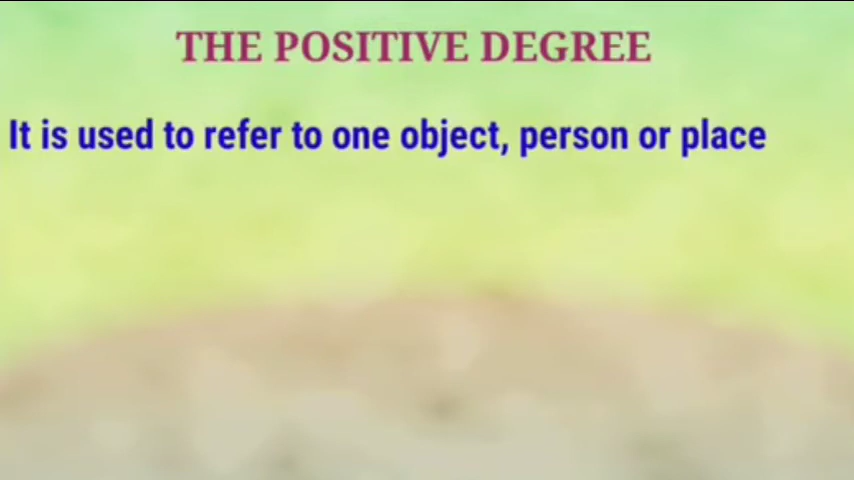 THE POSITIVE DEGREE
It is used to refer to one object, person or place